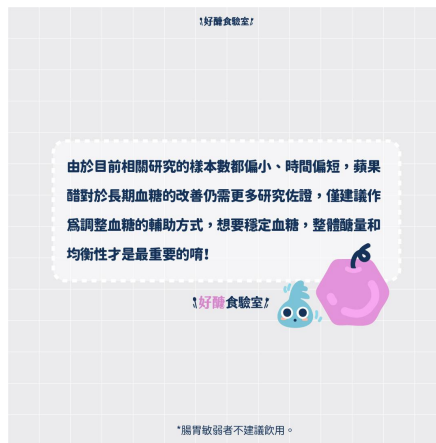 好醣食驗室
由於目前相關研究的樣本數都偏小、時間偏短，蘋果
醋對於長期血糖的改善仍需更多研究佐證，僅建議作
為調整血糖的輔助方式，想要穩定血糖，整體醣量和
均衡性才是最重要的唷！
好醣食驗室
*腸胃敏弱者不建議飲用。